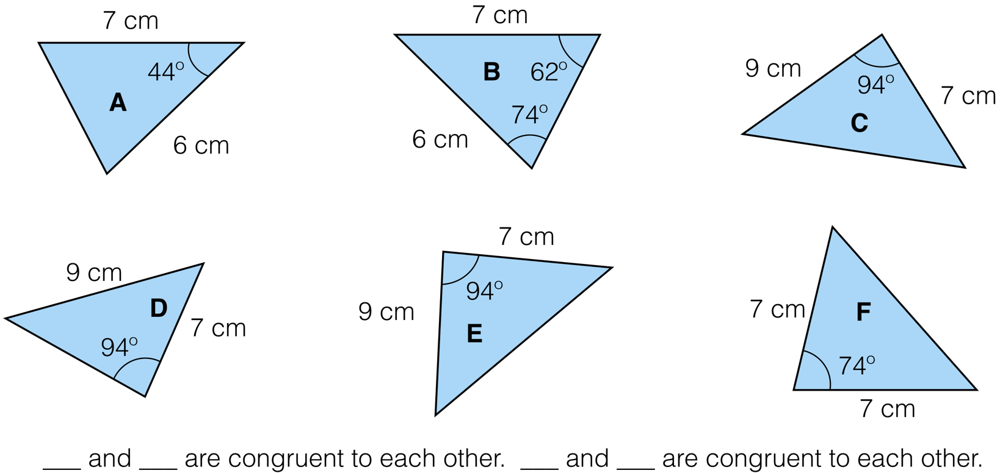 7 cm
44°
A
6 cm
7 cm
B
62°
74°
6 cm
9 cm
94°
7 cm
C
9 cm
D
7 cm
94°
7 cm
94°
9 cm
E
7 cm
F
74°
7 cm
___ and ___ are congruent to each other. ___ and ___ are congruent to each other.